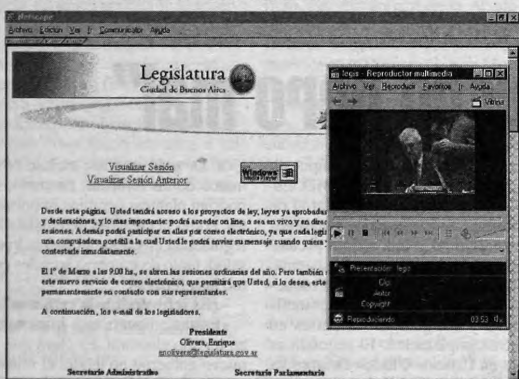 Netscape
Archivo Edición Ver Ir Communicator Ayuda
Legislatura
Ciudad de Buenos Aires
Visualizar Sesión
Visualizar Sesión Anterior
Windows
Desde esta página, Usted tendrá acceso a los proyectos de ley, leyes ya aprobadas
y declaraciones, y lo mas importante: podrá acceder on line, o sea en vivo y en direc
sesiones. Además podrá participar en ellas por correo electrónico, ya que cada legis
una computadora portátil a la cual Usted le podrá enviar su mensaje cuando quiera y
contestarle inmediatamente.
El 1º de Marzo a las 9.00 hs., se abren las sesiones ordinarias del año. Pero también
este nuevo servicio de correo electrónico, que permitirá que Usted, si lo desea, este
permanentemente en contacto con sus representantes.
A continuación, los e-mail de los legisladores.
Presidente
Olivera, Enrique
enolivera@legislatura.gov.ar
Secretario Administrativo Secretario Parlamentario
legis - Reproductor multimedia
Archivo Ver Reproducir Favoritos Ir Ayuda
Vitrina
Presentación: legis
Clip:
Autor:
Copyright:
Reproduciendo 03:53